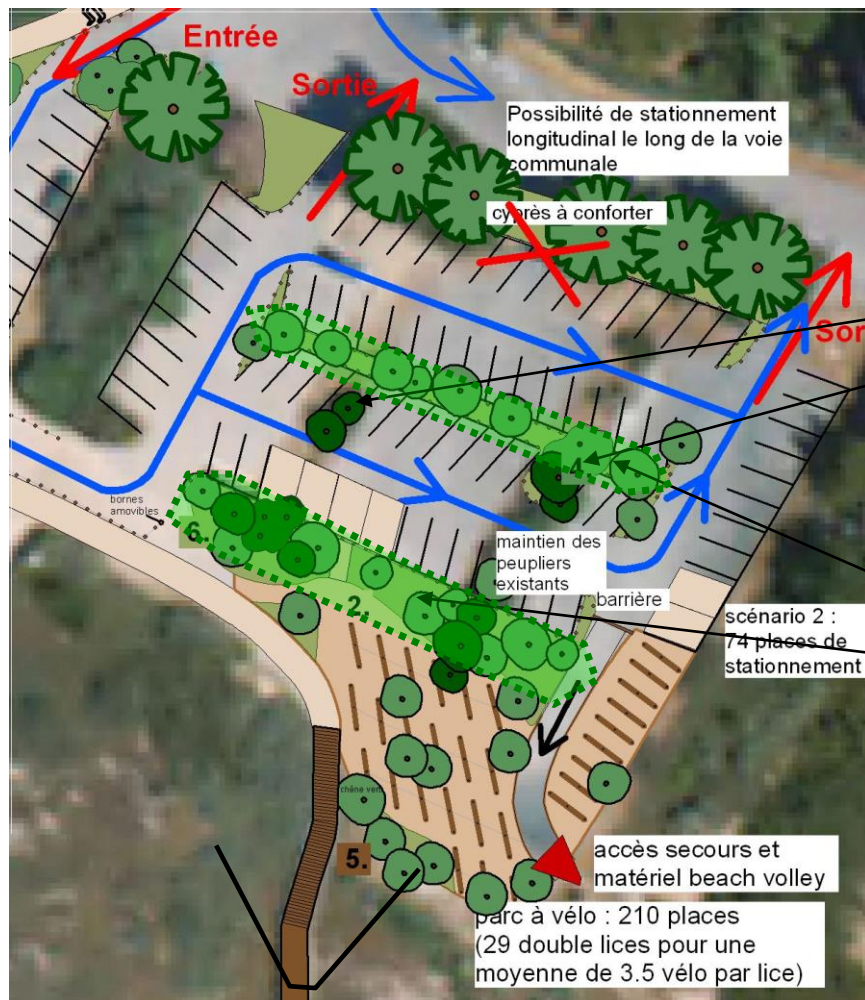 Entrée
Sortie
Possibilité de stationnement
longitudinal le long de la voie
communale
cyprès à conforter
Sor
4
bornes
amovibles
6.
maintien des
peupliers
existants
barrière
2.
scénario 2 :
74 places de
stationnement
chêne vert
5.
accès secours et
matériel beach volley
parc à vélo : 210 places
(29 double lices pour une
moyenne de 3.5 vélo par lice)